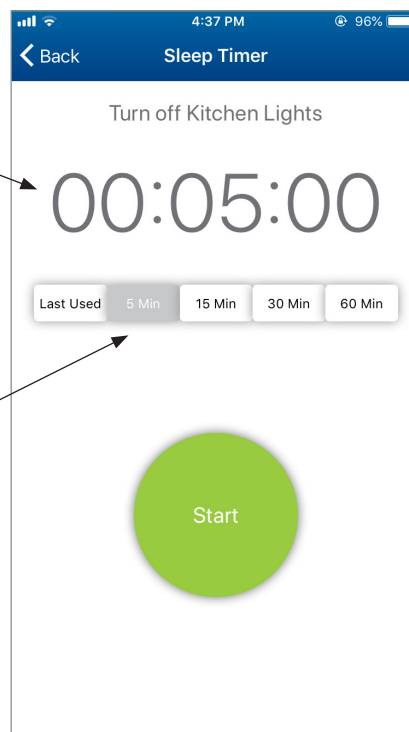 4:37 PM 96%
Back Sleep Timer
Turn off Kitchen Lights
00:05:00
Last Used 5 Min 15 Min 30 Min 60 Min
Start